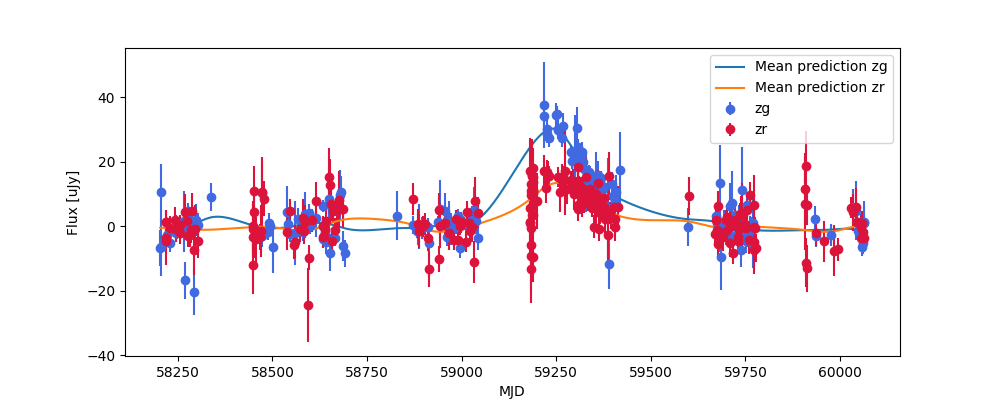 Mean prediction zg
Mean prediction zr
zg
zr
Flux [uJy]
40
20
0
−20
−40
58250
58500
58750
59000
59250
59500
59750
60000
MJD